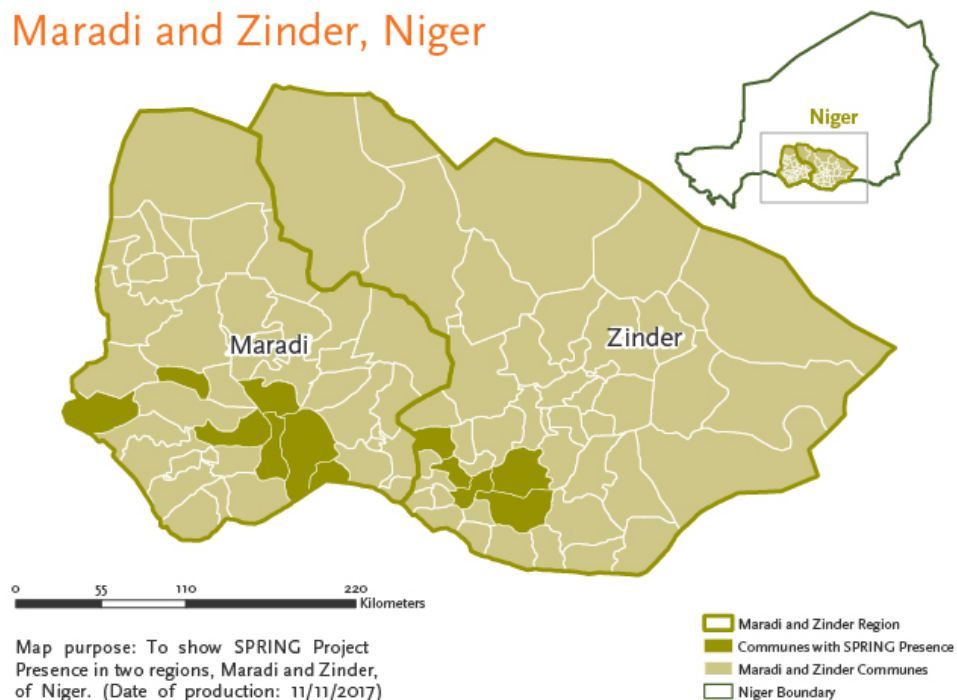 Maradi and Zinder, Niger
Niger
Maradi
Zinder
0 55 110 220
Kilometers
Map purpose: To show SPRING Project
Presence in two regions, Maradi and Zinder,
of Niger. (Date of production: 11/11/2017)
Maradi and Zinder Region
Communes with SPRING Presence
Maradi and Zinder Communes
Niger Boundary